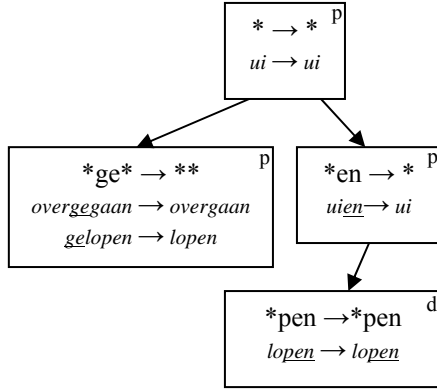 p
* → *
ui → ui
p
*ge* → **
overgegaan → overgaan
gelopen → lopen
p
*en → *
uien → ui
d
*pen → *pen
lopen → lopen